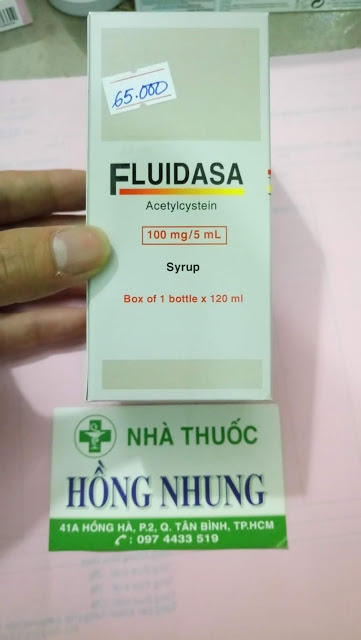 65.000
FLUIDASA
Acetylcystein
100 mg/5 mL
Syrup
Box of 1 bottle x 120 ml
NHÀ THUỐC
HỒNG NHUNG
41A HỒNG HÀ, P.2, Q. TÂN BÌNH, TP.HCM
: 097 4433 519